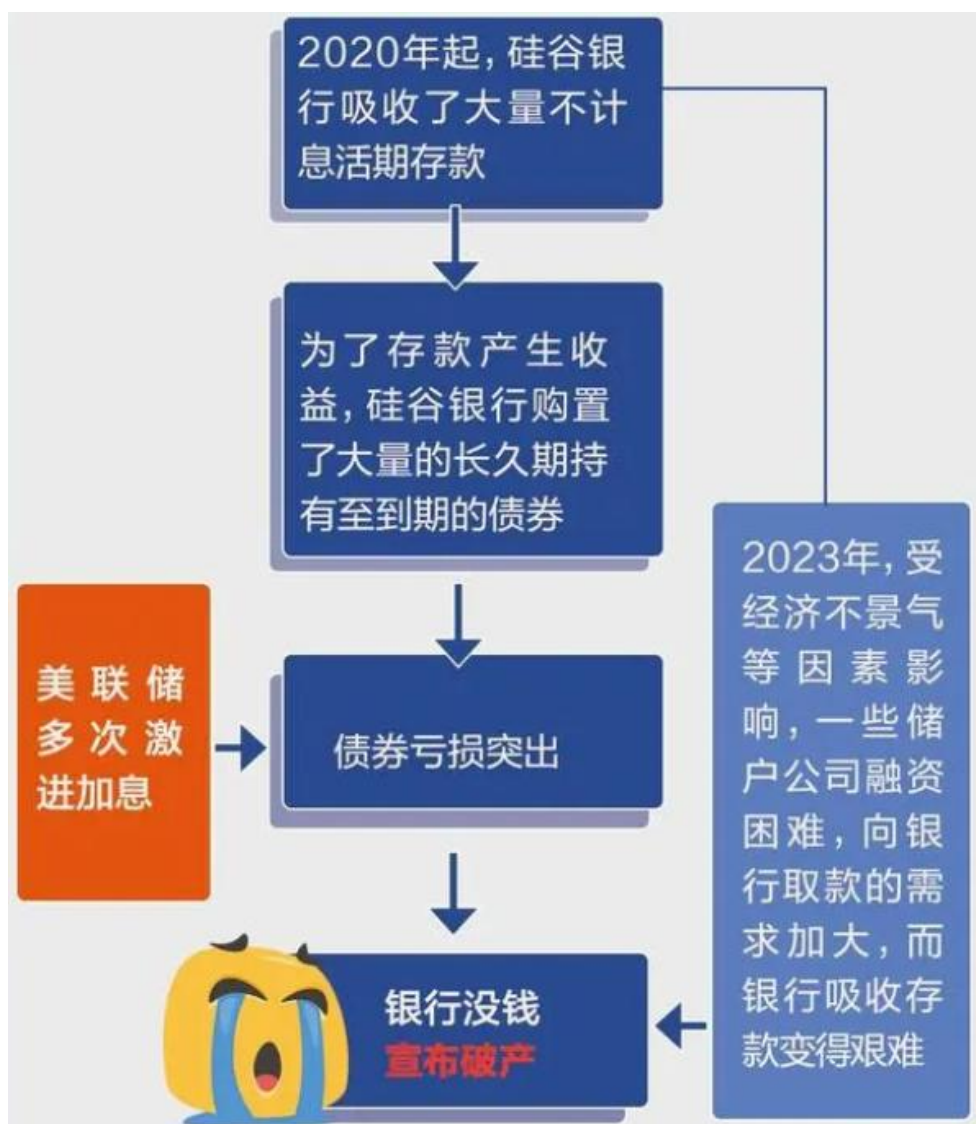 2020年起，硅谷银
行吸收了大量不计
息活期存款
为了存款产生收
益，硅谷银行购置
了大量的长久期持
有至到期的债券
美联储
多次激
进加息
债券亏损突出
2023年，受
经济不景气
等因素影
响，一些储
户公司融资
困难，向银
行取款的需
求加大，而
银行吸收存
款变得艰难
银行没钱
宣布破产